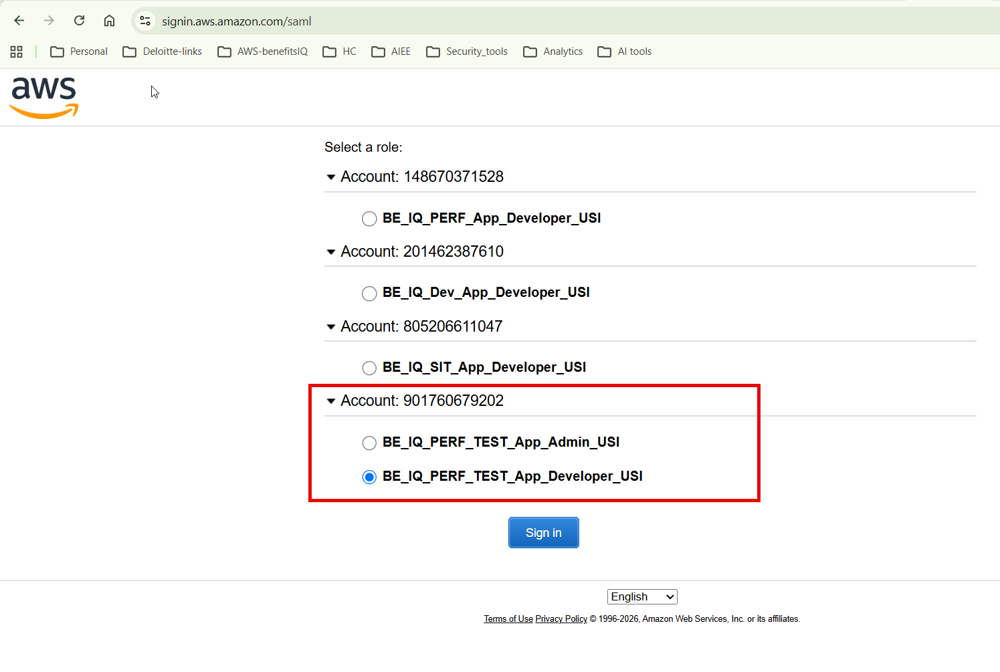 signin.aws.amazon.com/saml
Personal Deloitte-links AWS-benefitsIQ HC AIEE Security_tools Analytics AI tools
aws
Select a role:
Account: 148670371528
BE_IQ_PERF_App_Developer_USI
Account: 201462387610
BE_IQ_Dev_App_Developer_USI
Account: 805206611047
BE_IQ_SIT_App_Developer_USI
Account: 901760679202
BE_IQ_PERF_TEST_App_Admin_USI
BE_IQ_PERF_TEST_App_Developer_USI
Sign in
English
Terms of Use Privacy Policy © 1996-2026, Amazon Web Services, Inc. or its affiliates.